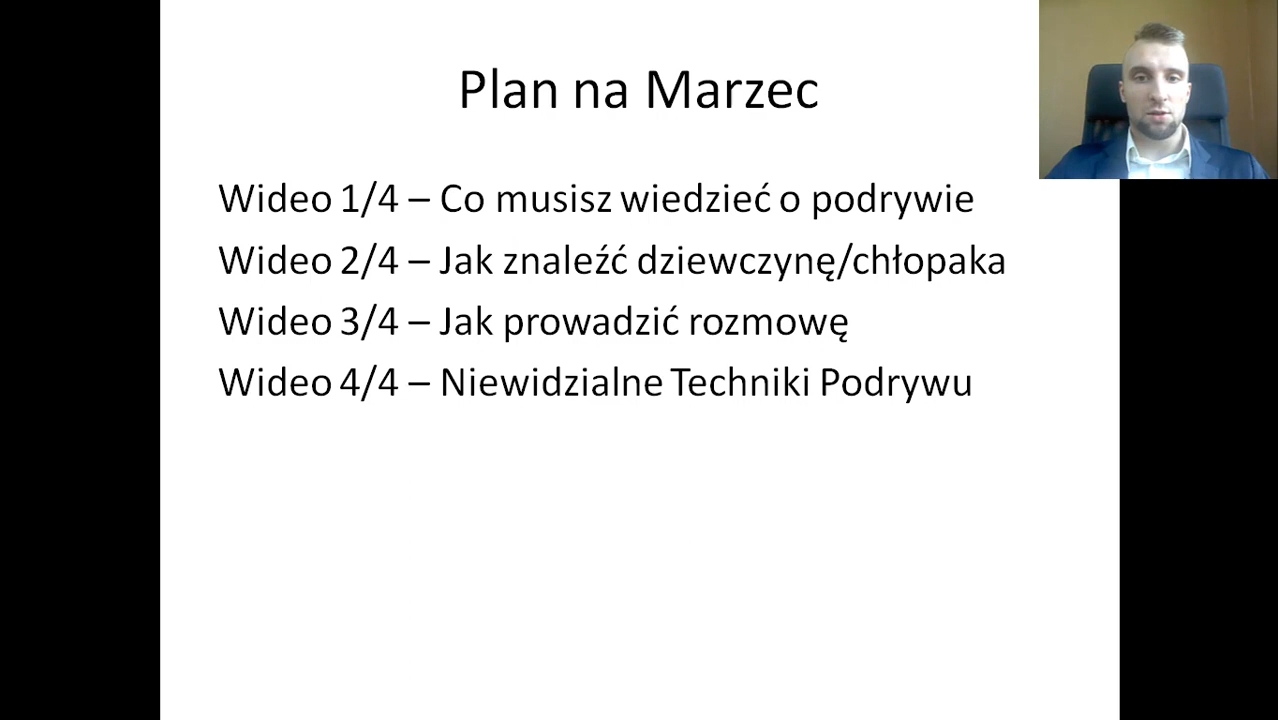 Plan na Marzec
Wideo 1/4 – Co musisz wiedzieć o podrywie
Wideo 2/4 – Jak znaleźć dziewczynę/chłopaka
Wideo 3/4 – Jak prowadzić rozmowę
Wideo 4/4 – Niewidzialne Techniki Podrywu